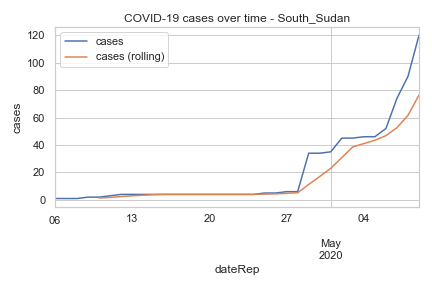 COVID-19 cases over time - South_Sudan
cases
cases (rolling)
120
100
80
60
40
20
0
cases
06 13 20 27 04
May
2020
dateRep